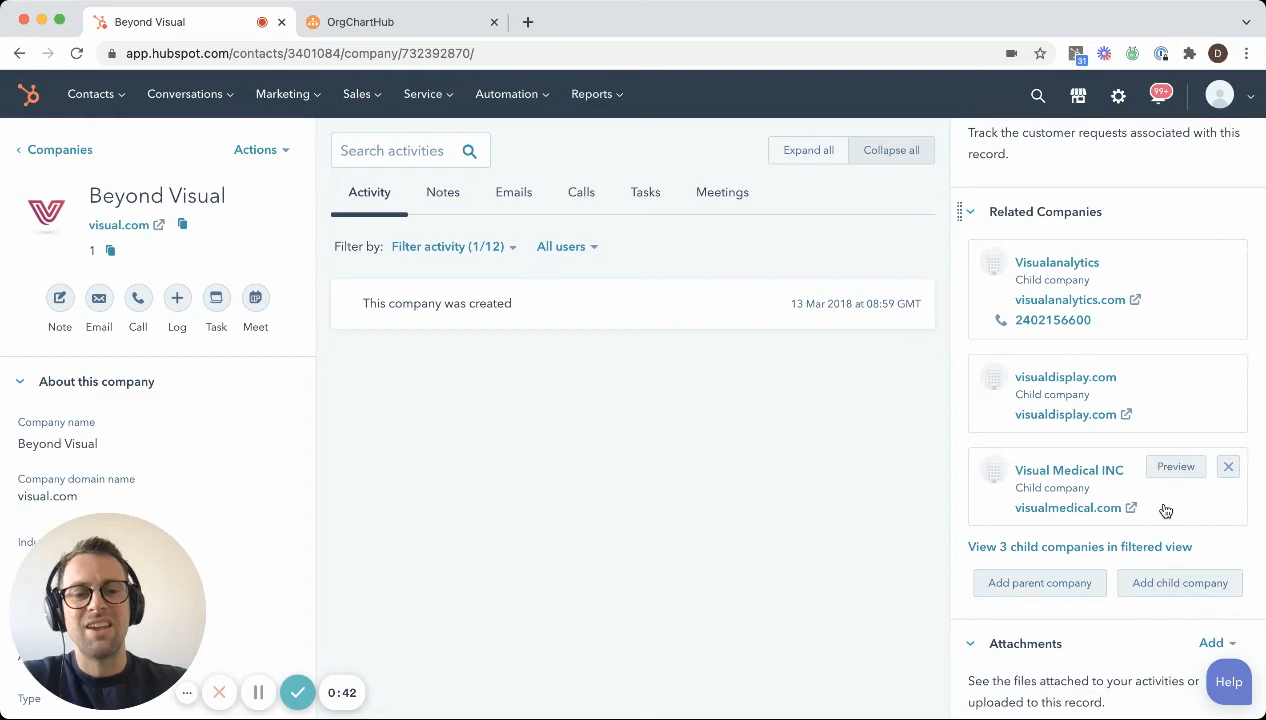 Beyond Visual
OrgChartHub
app.hubspot.com/contacts/3401084/company/732392870/
31
D
Contacts
Conversations
Marketing
Sales
Service
Automation
Reports
99+
Companies
Actions
Beyond Visual
visual.com
1
Note
Email
Call
Log
Task
Meet
About this company
Company name
Beyond Visual
Company domain name
visual.com
Type
0:42
Search activities
Expand all
Collapse all
Activity
Notes
Emails
Calls
Tasks
Meetings
Filter by:
Filter activity (1/12)
All users
This company was created
13 Mar 2018 at 08:59 GMT
Track the customer requests associated with this
record.
Related Companies
Visualanalytics
Child company
visualanalytics.com
2402156600
visualdisplay.com
Child company
visualdisplay.com
Visual Medical INC
Preview
Child company
visualmedical.com
View 3 child companies in filtered view
Add parent company
Add child company
Attachments
Add
See the files attached to your activities or
uploaded to this record.
Help